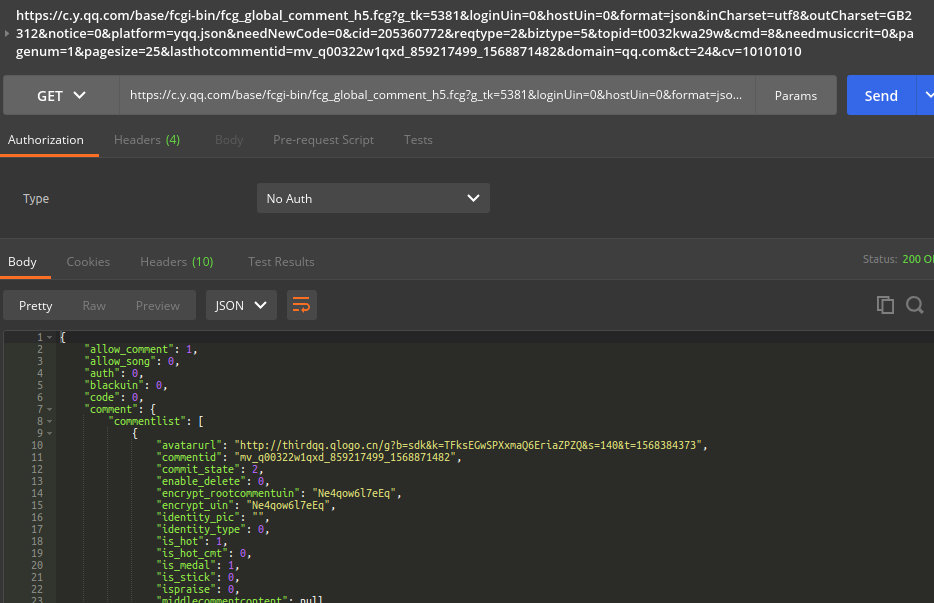 https://c.y.qq.com/base/fcgi-bin/fcg_global_comment_h5.fcg?g_tk=5381&loginUin=0&hostUin=0&format=json&inCharset=utf8&outCharset=GB2
312&notice=0&platform=yqq.json&needNewCode=0&cid=205360772&reqtype=2&biztype=5&topid=t0032kwa29w&cmd=8&needmusiccrit=0&pa
genum=1&pagesize=25&lasthotcommentid=mv_q00322w1qxd_859217499_1568871482&domain=qq.com&ct=24&cv=10101010
GET https://c.y.qq.com/base/fcgi-bin/fcg_global_comment_h5.fcg?g_tk=5381&loginUin=0&hostUin=0&format=jso... Params Send
Authorization Headers (4) Body Pre-request Script Tests
Type No Auth
Body Cookies Headers (10) Test Results Status: 200 O
Pretty Raw Preview JSON
1 {
2 "allow_comment": 1,
3 "allow_song": 0,
4 "auth": 0,
5 "blackuin": 0,
6 "code": 0,
7 "comment": {
8 "commentlist": [
9 {
10 "avatarurl": "http://thirdqq.qlogo.cn/g?b=sdk&k=TFksEGwSPXxmaQ6EriaZPZQ&s=140&t=1568384373",
11 "commentid": "mv_q00322w1qxd_859217499_1568871482",
12 "commit_state": 2,
13 "enable_delete": 0,
14 "encrypt_rootcommentuin": "Ne4qow6l7eEq",
15 "encrypt_uin": "Ne4qow6l7eEq",
16 "identity_pic": "",
17 "identity_type": 0,
18 "is_hot": 1,
19 "is_hot_cmt": 0,
20 "is_medal": 1,
21 "is_stick": 0,
22 "ispraise": 0,
23 "middlecommentcontent": null